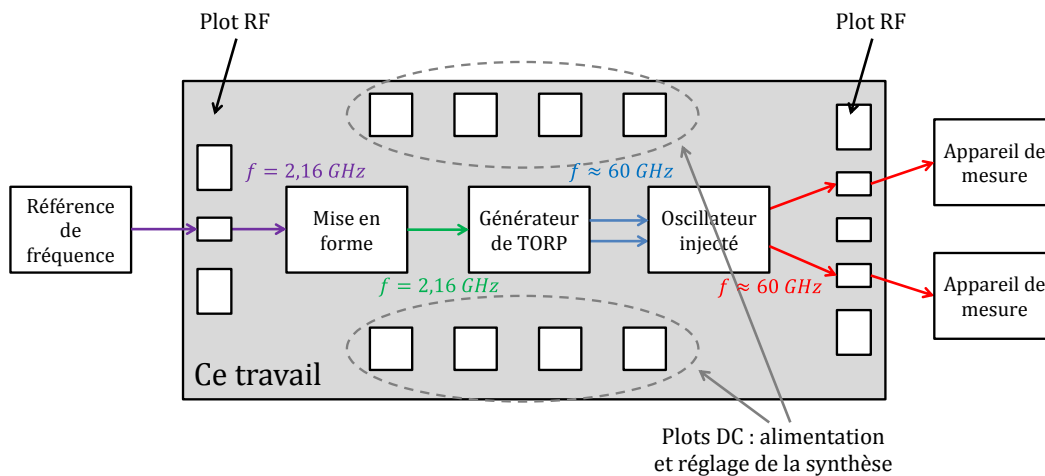 Plot RF
Plot RF
f = 2,16 GHz
f ≈ 60 GHz
Référence
de
fréquence
Mise en
forme
Générateur
de TORP
Oscillateur
injecté
Appareil de
mesure
Appareil de
mesure
f = 2,16 GHz
f ≈ 60 GHz
Ce travail
Plots DC : alimentation
et réglage de la synthèse